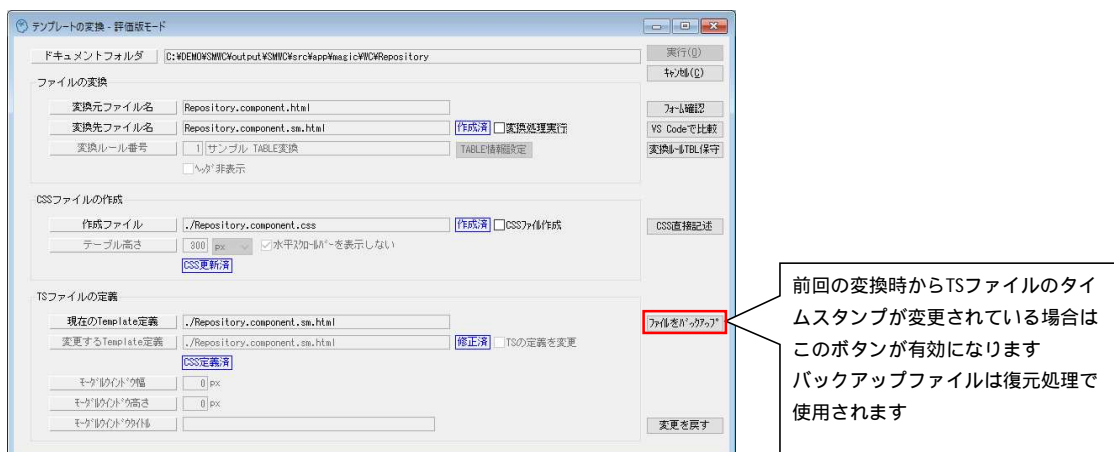 テンプレートの変換 - 評価版モード
ドキュメントフォルダ C:¥DEMO¥SMWC¥output¥SMWC¥src¥app¥magic¥WC¥Repository 実行(O)
ｷｬﾝｾﾙ(C)
ファイルの変換
変換元ファイル名 Repository.component.html フォーム確認
変換先ファイル名 Repository.component.sm.html 作成済 変換処理実行 VS Codeで比較
変換ルール番号 1 サンプル TABLE変換 TABLE情報設定 変換ﾙｰﾙTBL保守
ﾍｯﾀﾞ非表示
CSSファイルの作成
作成ファイル ./Repository.component.css 作成済 CSSﾌｧｲﾙ作成 CSS直接記述
テーブル高さ 300 px 水平ｽｸﾛｰﾙﾊﾞｰを表示しない
CSS更新済
TSファイルの定義
現在のTemplate定義 ./Repository.component.sm.html ﾌｧｲﾙをﾊﾞｯｸｱｯﾌﾟ
変更するTemplate定義 ./Repository.component.sm.html 修正済 TSの定義を変更
CSS定義済
ﾓｰﾀﾞﾙｳｨﾝﾄﾞｳ幅 0 px
ﾓｰﾀﾞﾙｳｨﾝﾄﾞｳ高さ 0 px
ﾓｰﾀﾞﾙｳｨﾝﾄﾞｳﾀｲﾄﾙ 変更を戻す
前回の変換時からTSファイルのタイ
ムスタンプが変更されている場合は
このボタンが有効になります
バックアップファイルは復元処理で
使用されます